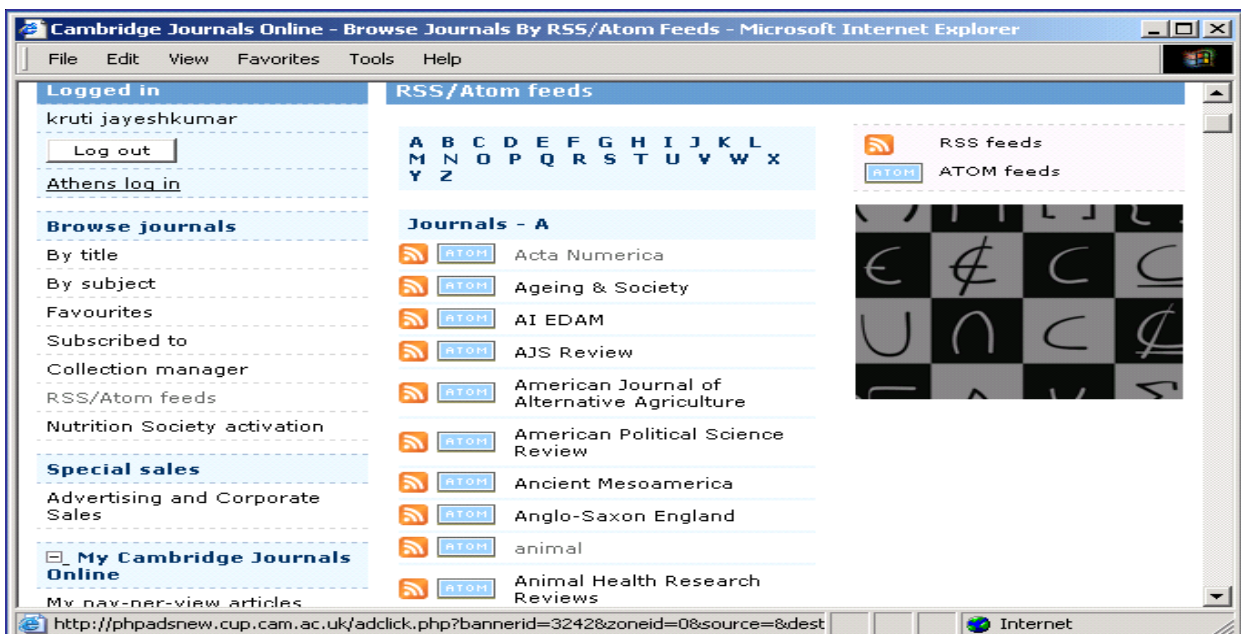 Cambridge Journals Online - Browse Journals By RSS/Atom Feeds - Microsoft Internet Explorer
File Edit View Favorites Tools Help
Logged in
kruti jayeshkumar
Log out
Athens log in
Browse journals
By title
By subject
Favourites
Subscribed to
Collection manager
RSS/Atom feeds
Nutrition Society activation
Special sales
Advertising and Corporate
Sales
My Cambridge Journals
Online
My pay-per-view articles
RSS/Atom feeds
A B C D E F G H I J K L
M N O P Q R S T U V W X
Y Z
Journals - A
ATOM Acta Numerica
ATOM Ageing & Society
ATOM AI EDAM
ATOM AJS Review
ATOM American Journal of
Alternative Agriculture
ATOM American Political Science
Review
ATOM Ancient Mesoamerica
ATOM Anglo-Saxon England
ATOM animal
ATOM Animal Health Research
Reviews
RSS feeds
ATOM ATOM feeds
∈ ∉ ⊂ ⊆
∪ ∩ ⊂ ⊄
http://phpadsnew.cup.cam.ac.uk/adclick.php?bannerid=3242&zoneid=0&source=&dest
Internet